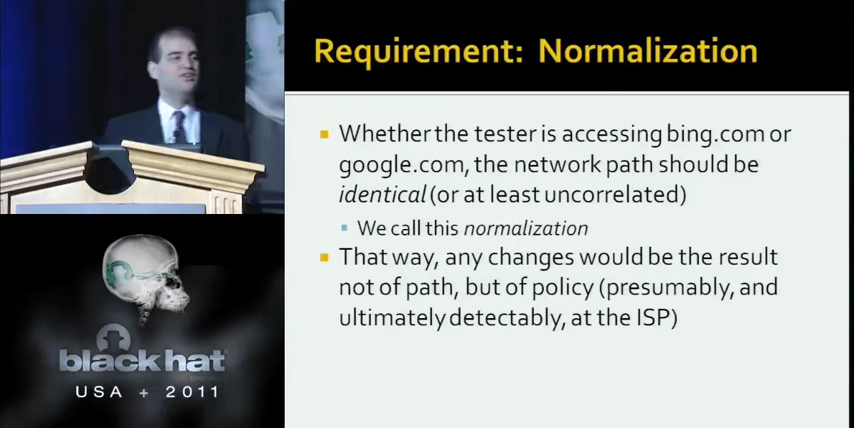 Requirement: Normalization
Whether the tester is accessing bing.com or
google.com, the network path should be
identical (or at least uncorrelated)
We call this normalization
That way, any changes would be the result
not of path, but of policy (presumably, and
ultimately detectably, at the ISP)
black hat
USA + 2011